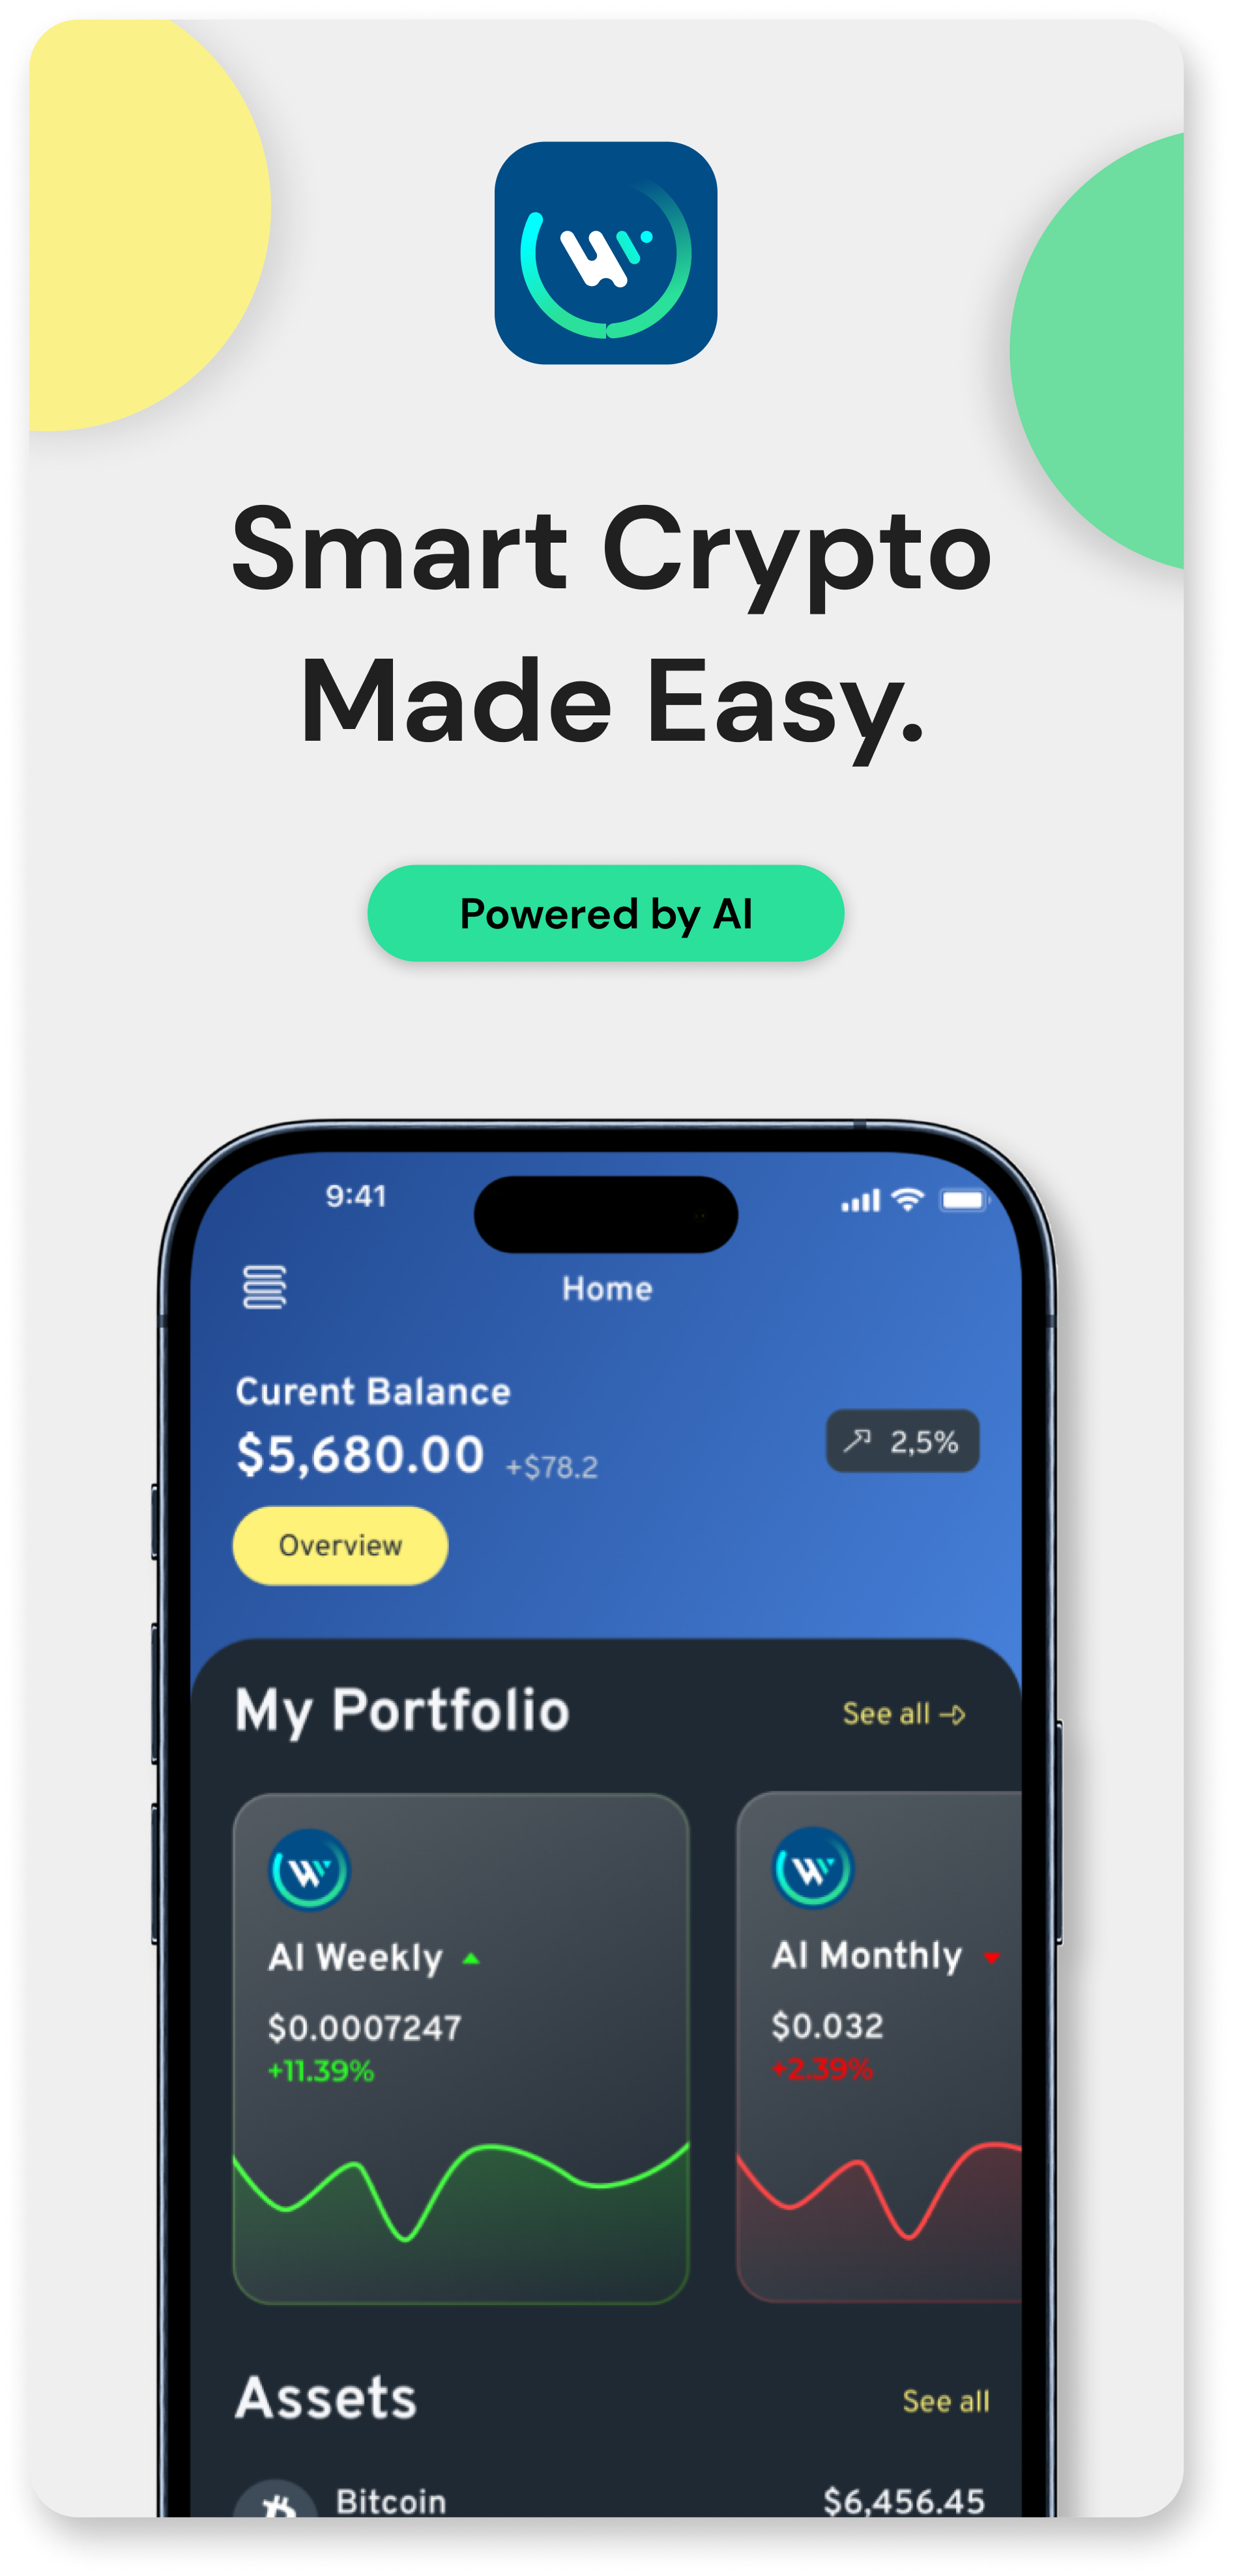 Smart Crypto
Made Easy.
Powered by AI
9:41
Home
Curent Balance
$5,680.00 +$78.2
2,5%
Overview
My Portfolio
See all
AI Weekly
$0.0007247
+11.39%
AI Monthly
$0.032
+2.39%
Assets
See all
Bitcoin
$6,456.45